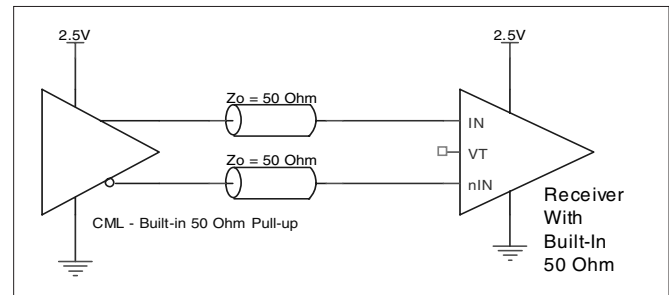 2.5V
2.5V
Zo = 50 Ohm
IN
VT
Zo = 50 Ohm
nIN
CML - Built-in 50 Ohm Pull-up
Receiver
With
Built-In
50 Ohm